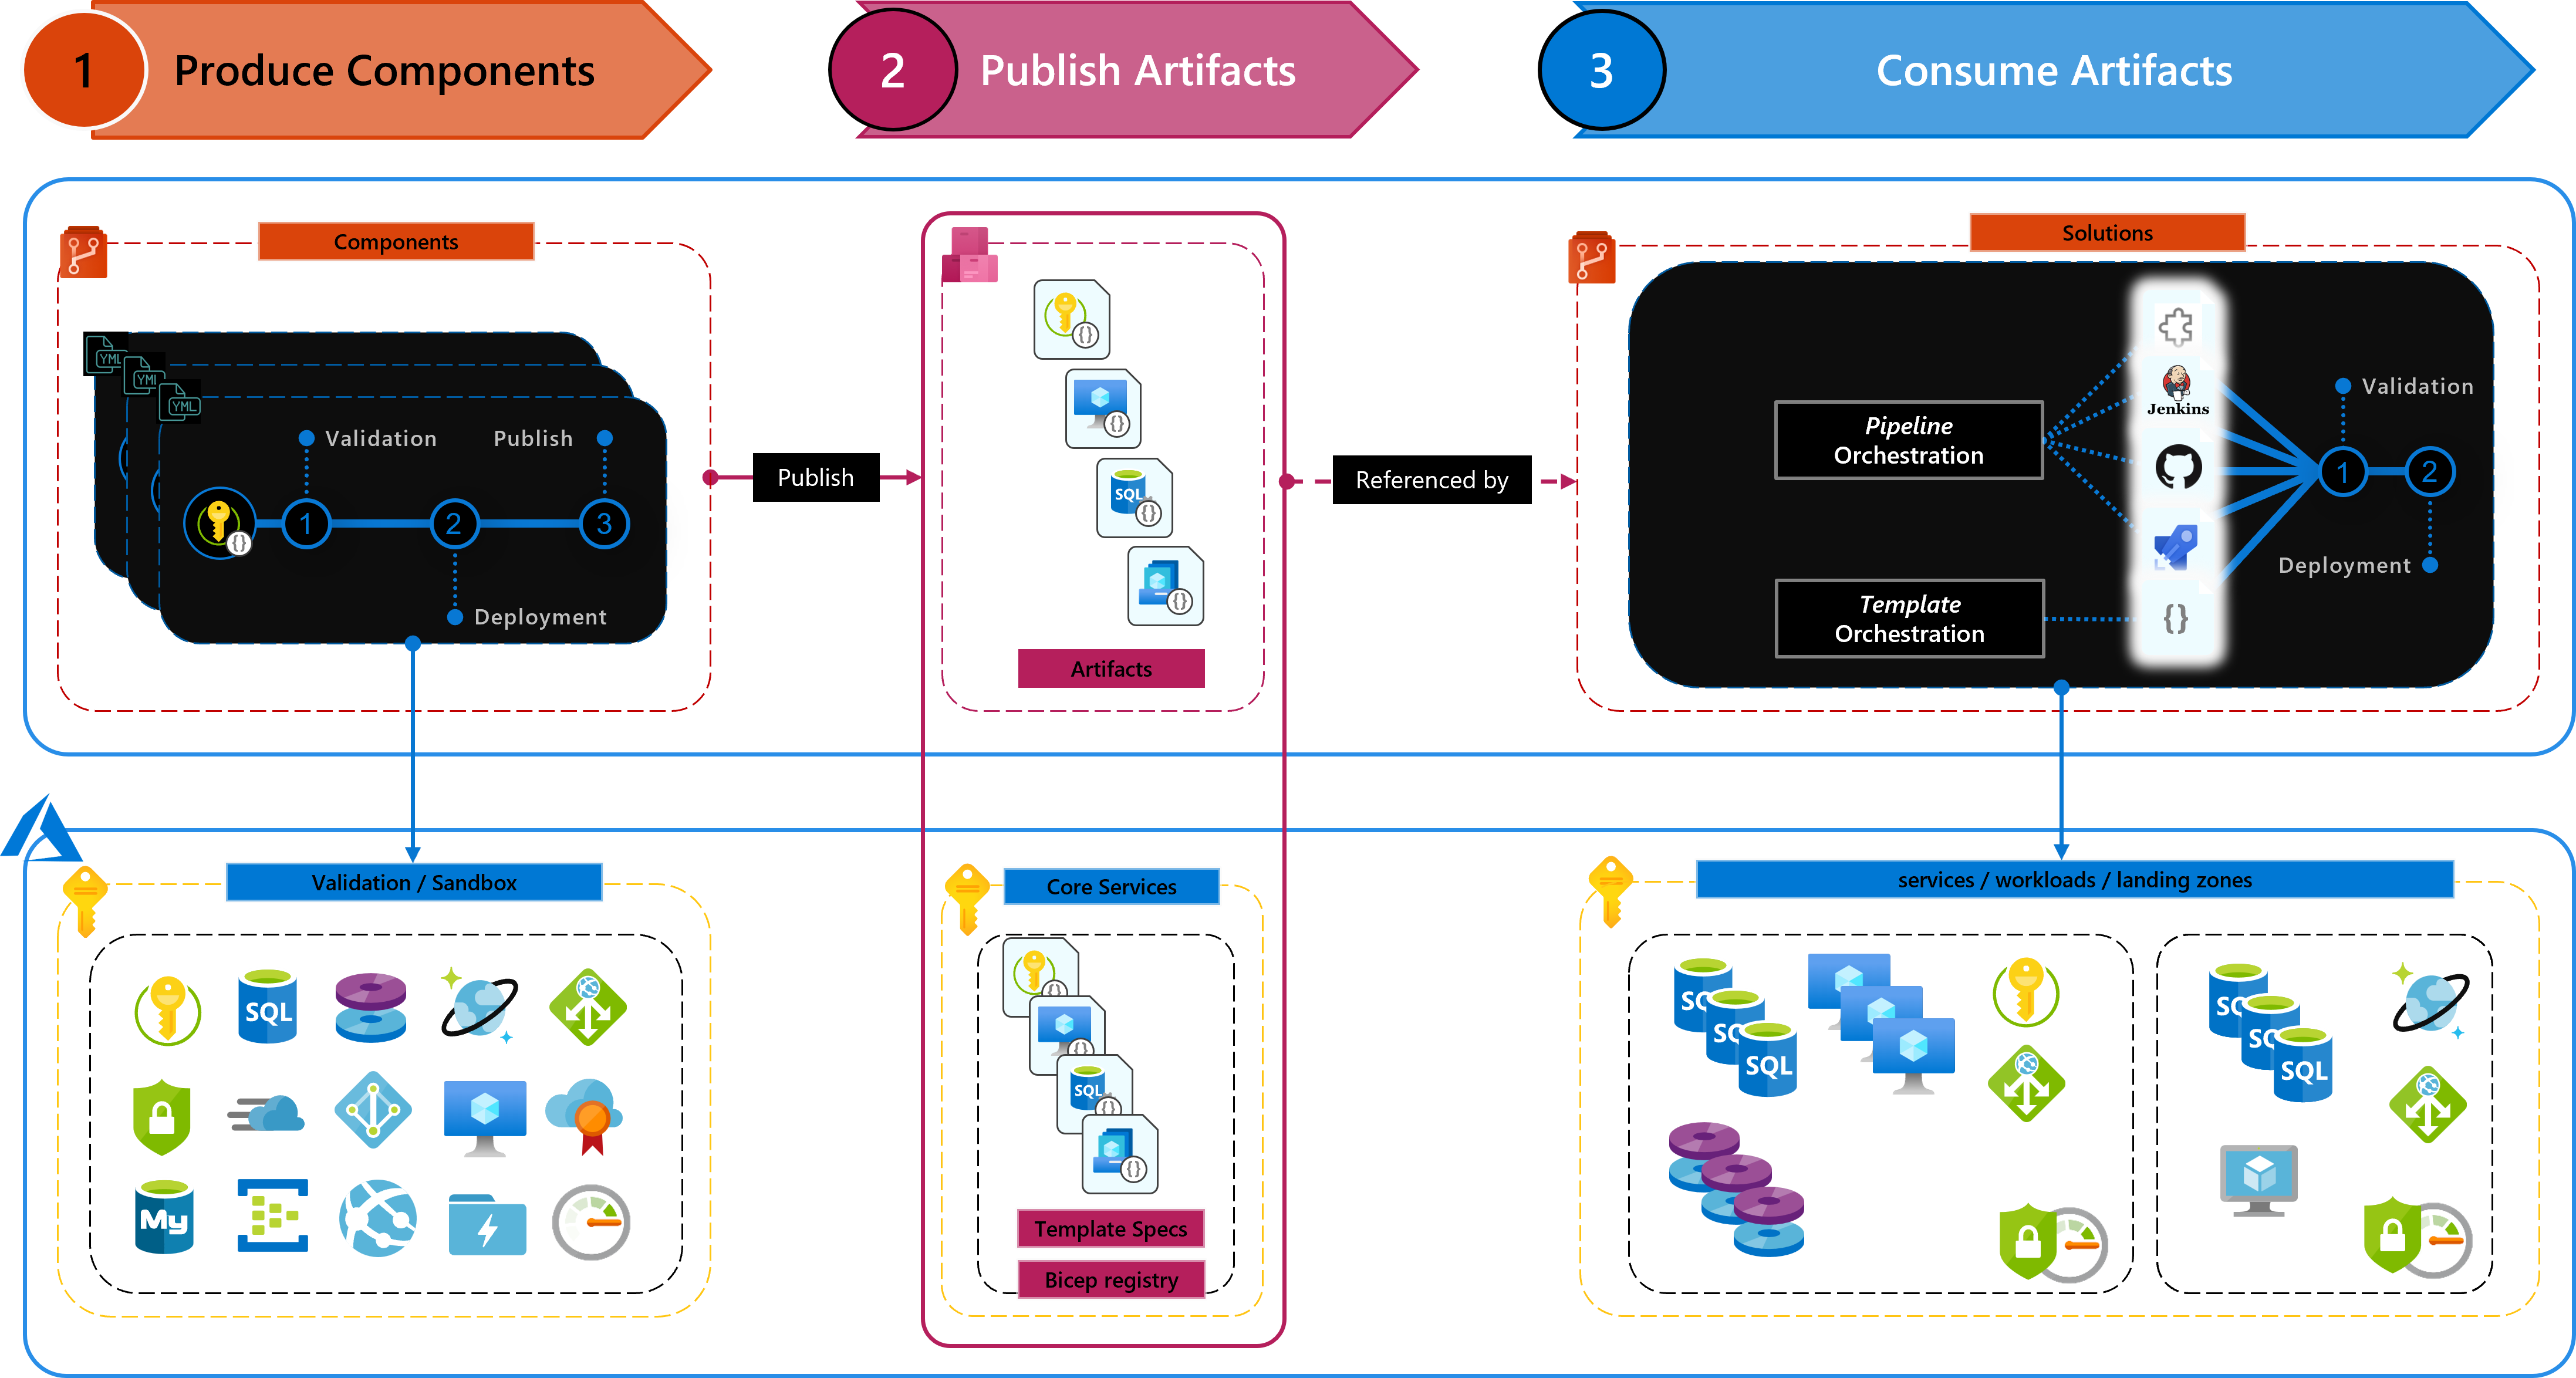 1
Produce Components
2
Publish Artifacts
3
Consume Artifacts
Components
YML
YML
YML
Validation
Publish
1
2
3
Deployment
Publish
{}
{}
SQL
{}
{}
Artifacts
Referenced by
Solutions
Pipeline
Orchestration
Template
Orchestration
Jenkins
{}
Validation
1
2
Deployment
{}
Validation / Sandbox
SQL
My
Core Services
{}
{}
SQL
{}
{}
Template Specs
Bicep registry
services / workloads / landing zones
SQL
SQL
SQL
SQL
SQL
SQL